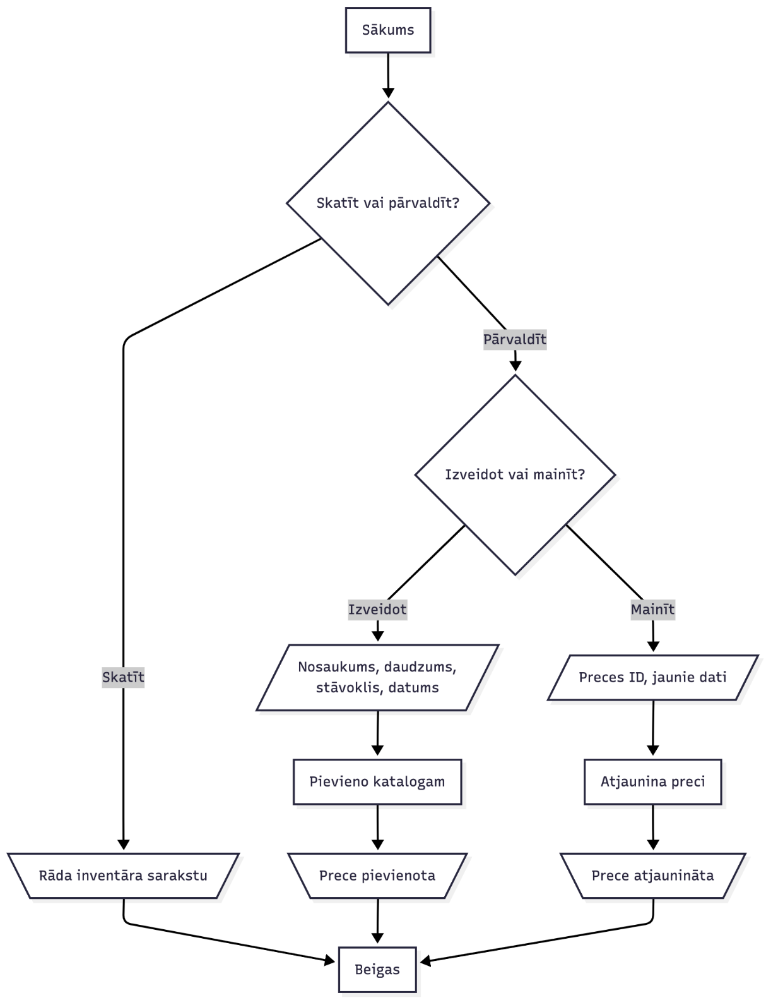 Sākums
Skatīt vai pārvaldīt?
Pārvaldīt
Izveidot vai mainīt?
Izveidot
Mainīt
Nosaukums, daudzums,
stāvoklis, datums
Skatīt
Preces ID, jaunie dati
Pievieno katalogam
Atjaunina preci
Rāda inventāra sarakstu
Prece pievienota
Prece atjaunināta
Beigas